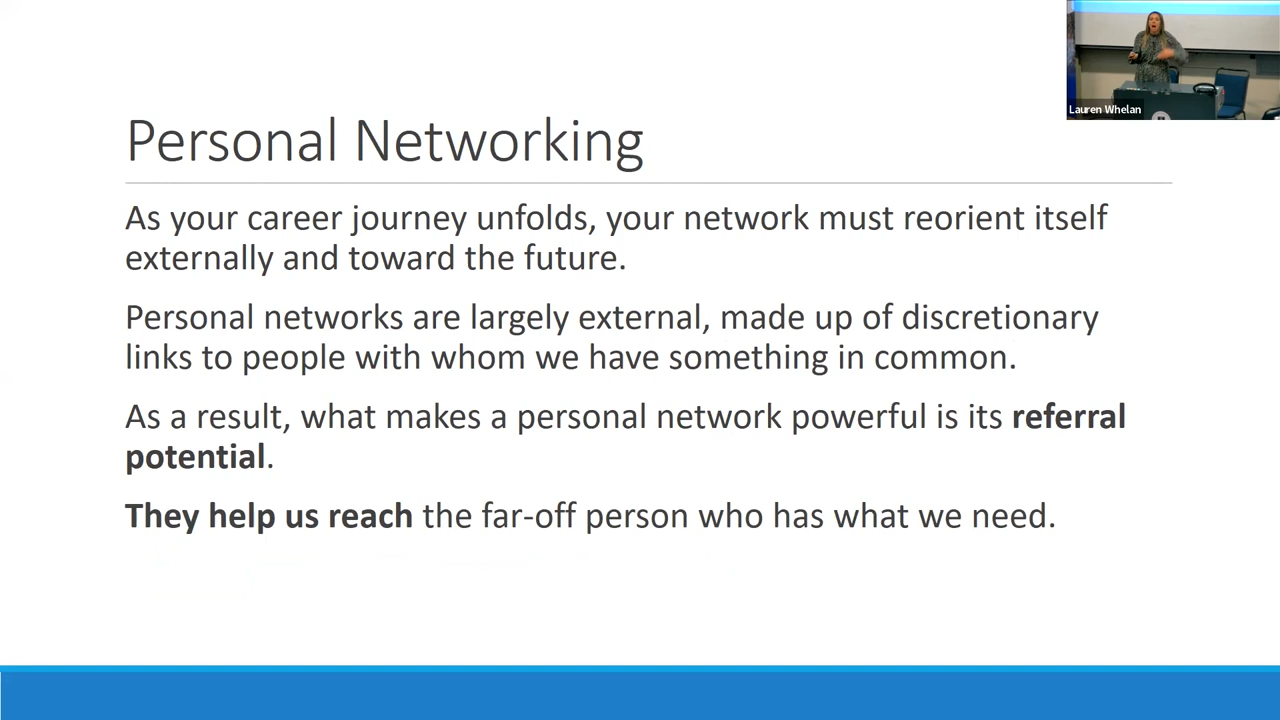 Lauren Whelan
Personal Networking
As your career journey unfolds, your network must reorient itself
externally and toward the future.
Personal networks are largely external, made up of discretionary
links to people with whom we have something in common.
As a result, what makes a personal network powerful is its referral
potential.
They help us reach the far-off person who has what we need.